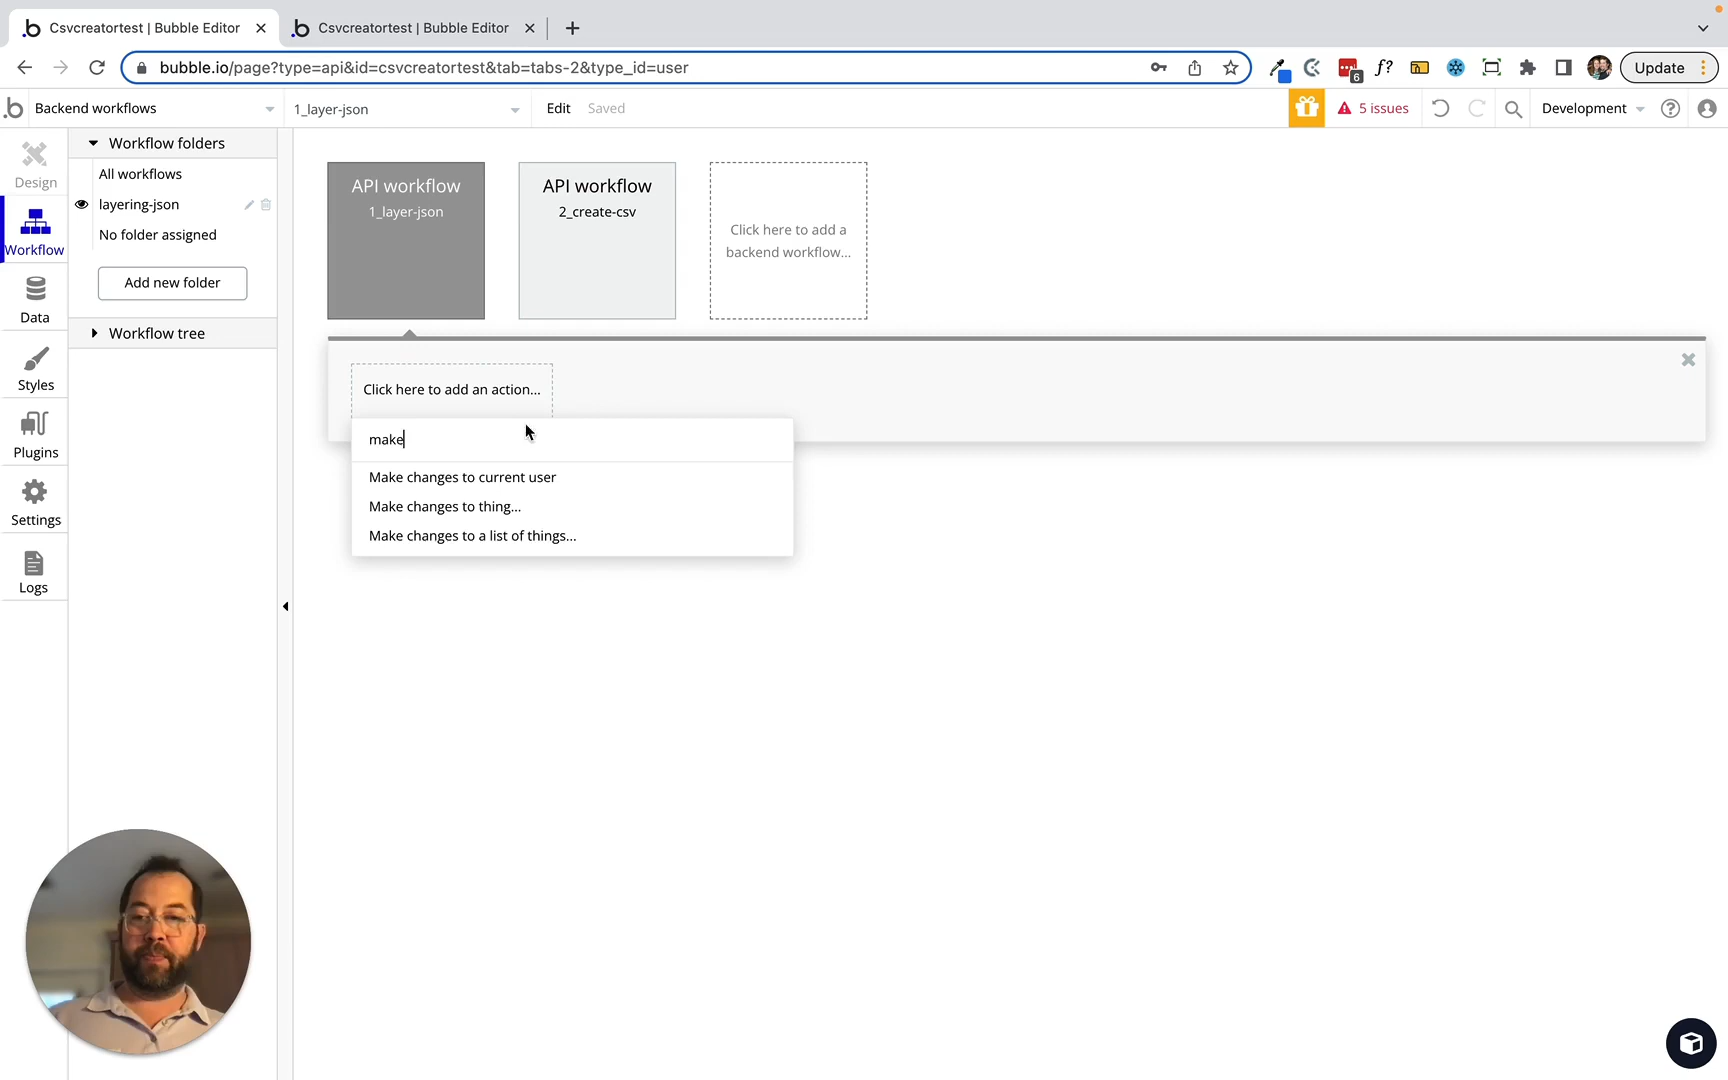 Csvcreatortest | Bubble Editor
Csvcreatortest | Bubble Editor
bubble.io/page?type=api&id=csvcreatortest&tab=tabs-2&type_id=user
6
f?
Update
Backend workflows
1_layer-json
Edit
Saved
5 issues
Development
Design
Workflow
Data
Styles
Plugins
Settings
Logs
Workflow folders
All workflows
layering-json
No folder assigned
Add new folder
Workflow tree
API workflow
1_layer-json
API workflow
2_create-csv
Click here to add a
backend workflow...
Click here to add an action...
make
Make changes to current user
Make changes to thing...
Make changes to a list of things...